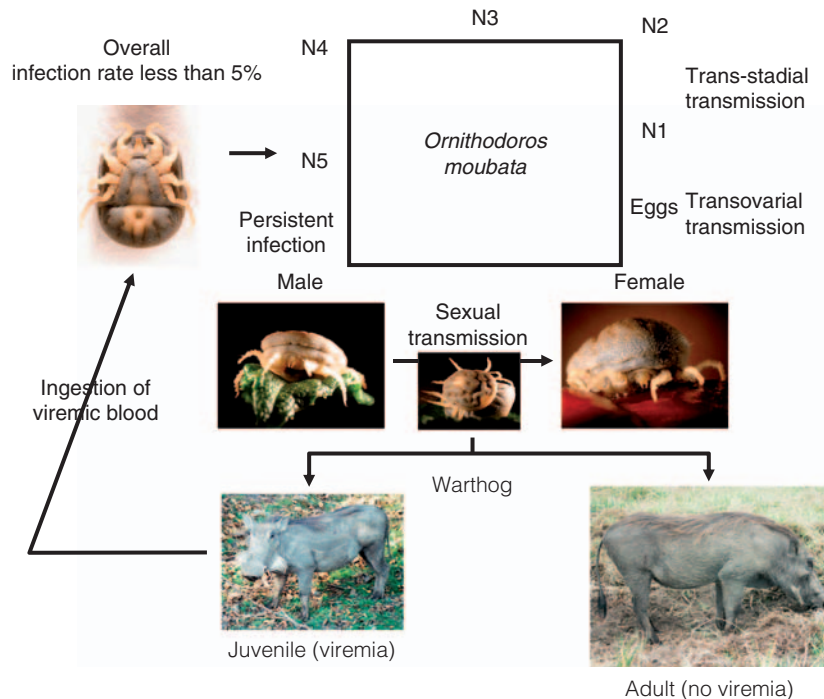 N3
N2
Overall
infection rate less than 5%
N4
Trans-stadial
transmission
N1
Ornithodoros
moubata
N5
Eggs
Transovarial
transmission
Persistent
infection
Male
Female
Sexual
transmission
Ingestion of
viremic blood
Warthog
Juvenile (viremia)
Adult (no viremia)